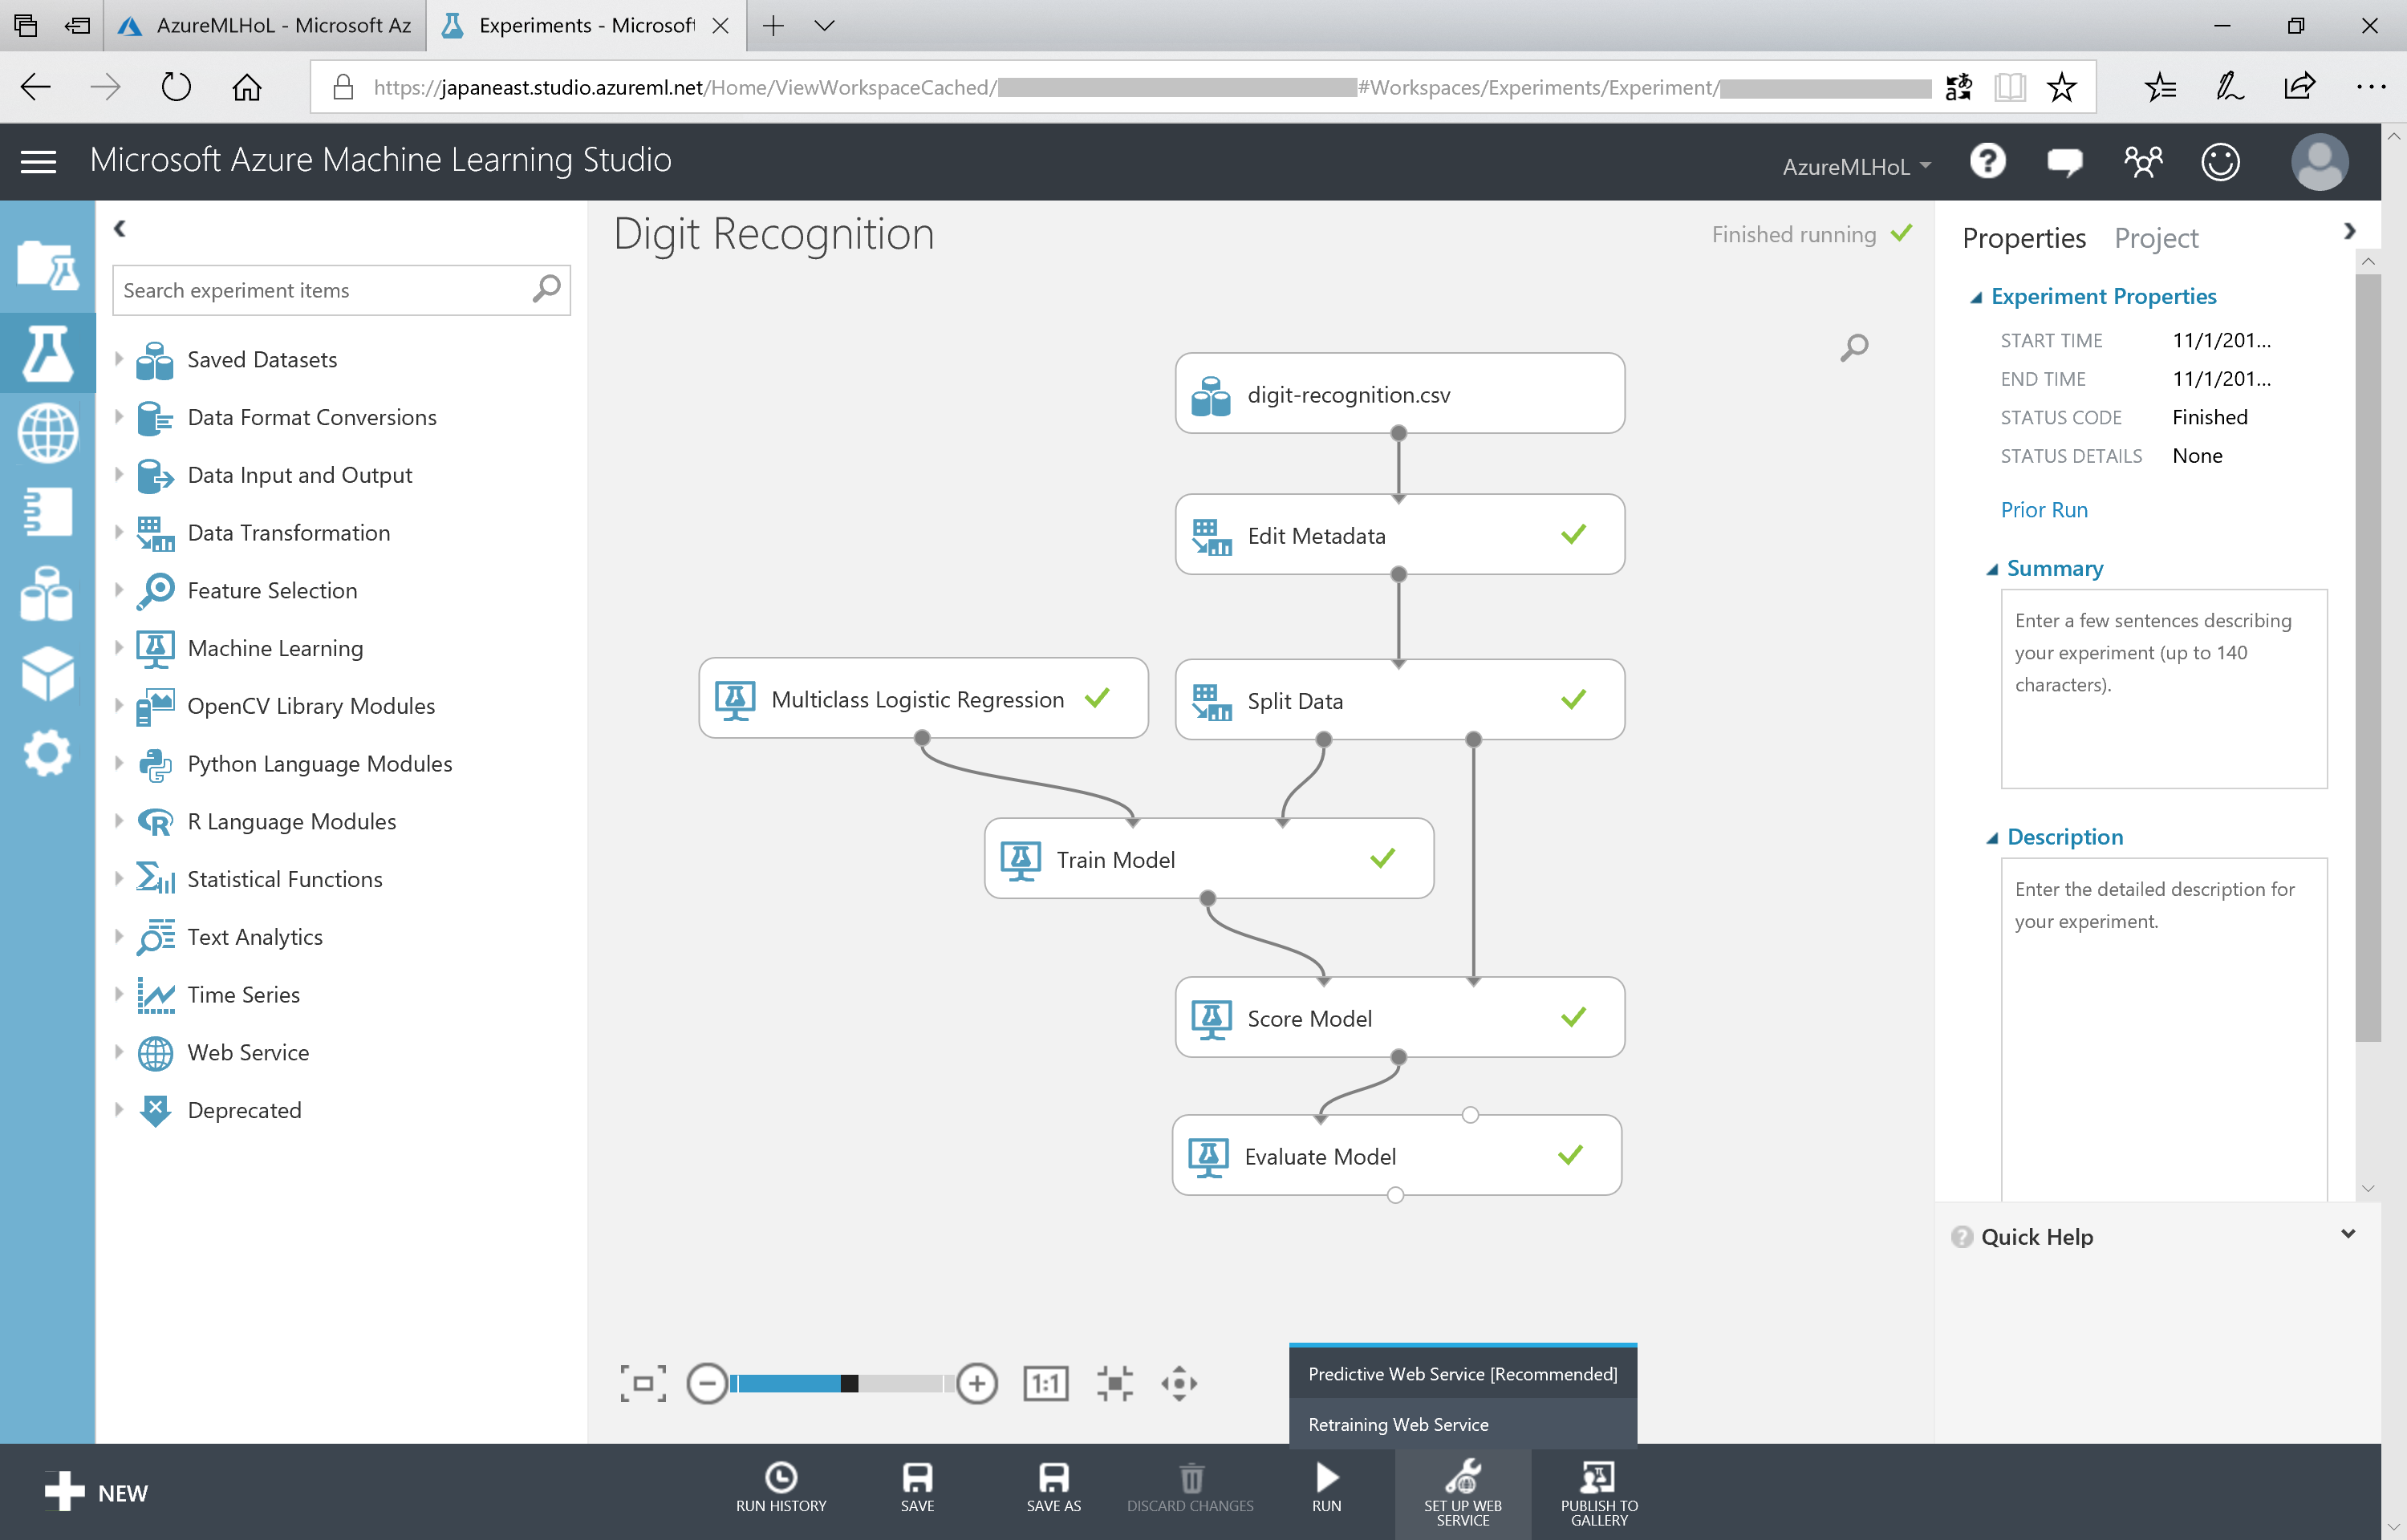 AzureMLHoL - Microsoft Az
Experiments - Microsoft
https://japaneast.studio.azureml.net/Home/ViewWorkspaceCached/
#Workspaces/Experiments/Experiment/
Microsoft Azure Machine Learning Studio
AzureMLHoL
Search experiment items
Saved Datasets
Data Format Conversions
Data Input and Output
Data Transformation
Feature Selection
Machine Learning
OpenCV Library Modules
Python Language Modules
R Language Modules
Statistical Functions
Text Analytics
Time Series
Web Service
Deprecated
Digit Recognition
Finished running
digit-recognition.csv
Edit Metadata
Multiclass Logistic Regression
Split Data
Train Model
Score Model
Evaluate Model
1:1
Predictive Web Service [Recommended]
Retraining Web Service
Properties Project
Experiment Properties
START TIME 11/1/201...
END TIME 11/1/201...
STATUS CODE Finished
STATUS DETAILS None
Prior Run
Summary
Enter a few sentences describing
your experiment (up to 140
characters).
Description
Enter the detailed description for
your experiment.
Quick Help
NEW
RUN HISTORY
SAVE
SAVE AS
DISCARD CHANGES
RUN
SET UP WEB
SERVICE
PUBLISH TO
GALLERY